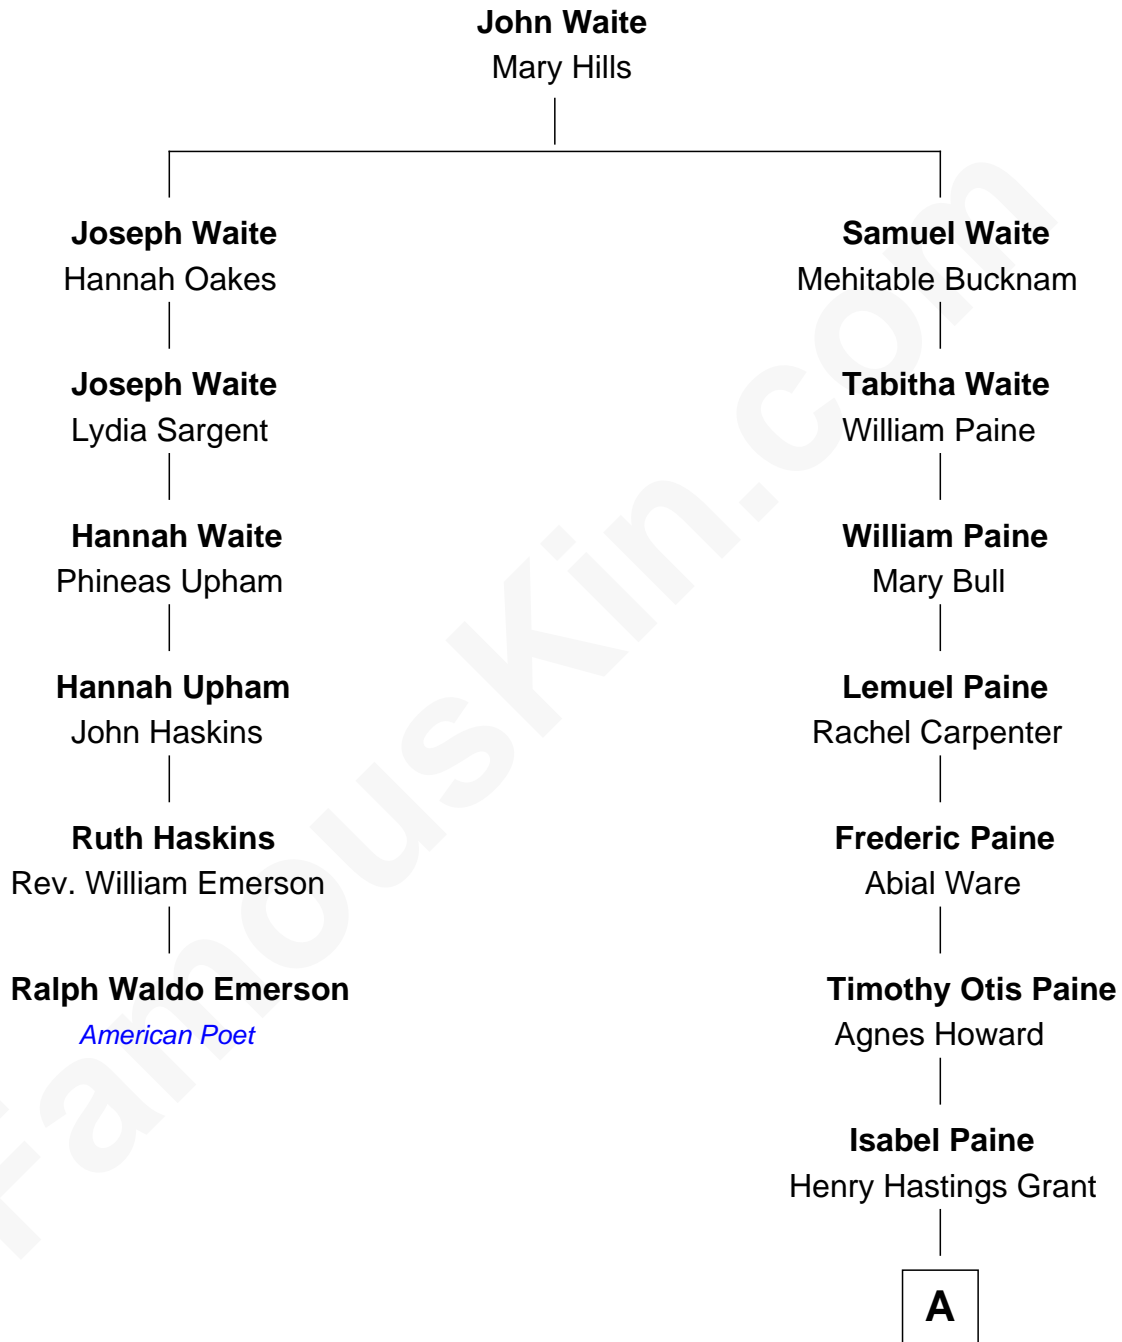 John Waite
Mary Hills
Joseph Waite
Hannah Oakes
Joseph Waite
Lydia Sargent
Hannah Waite
Phineas Upham
Hannah Upham
John Haskins
Ruth Haskins
Rev. William Emerson
Ralph Waldo Emerson
American Poet
Samuel Waite
Mehitable Bucknam
Tabitha Waite
William Paine
William Paine
Mary Bull
Lemuel Paine
Rachel Carpenter
Frederic Paine
Abial Ware
Timothy Otis Paine
Agnes Howard
Isabel Paine
Henry Hastings Grant
A
FamousKin.com